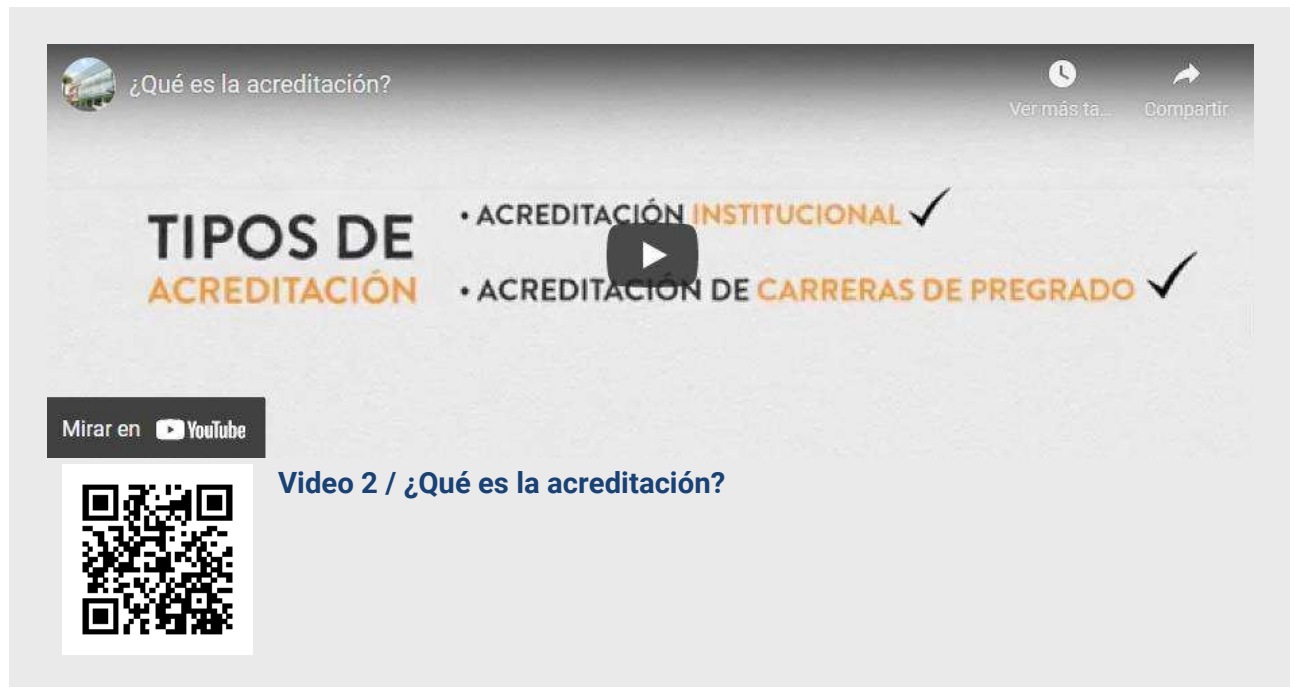 ¿Qué es la acreditación?
Ver más ta...
Compartir
TIPOS DE
ACREDITACIÓN
• ACREDITACIÓN INSTITUCIONAL
• ACREDITACIÓN DE CARRERAS DE PREGRADO
Mirar en YouTube
Video 2 / ¿Qué es la acreditación?